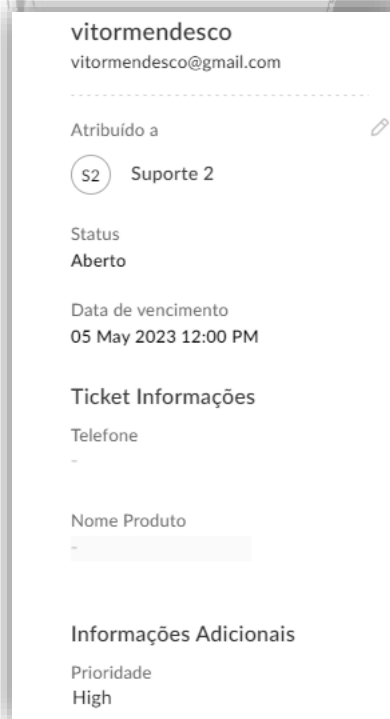 vitormendesco
vitormendesco@gmail.com
Atribuído a
S2 Suporte 2
Status
Aberto
Data de vencimento
05 May 2023 12:00 PM
Ticket Informações
Telefone
-
Nome Produto
-
Informações Adicionais
Prioridade
High